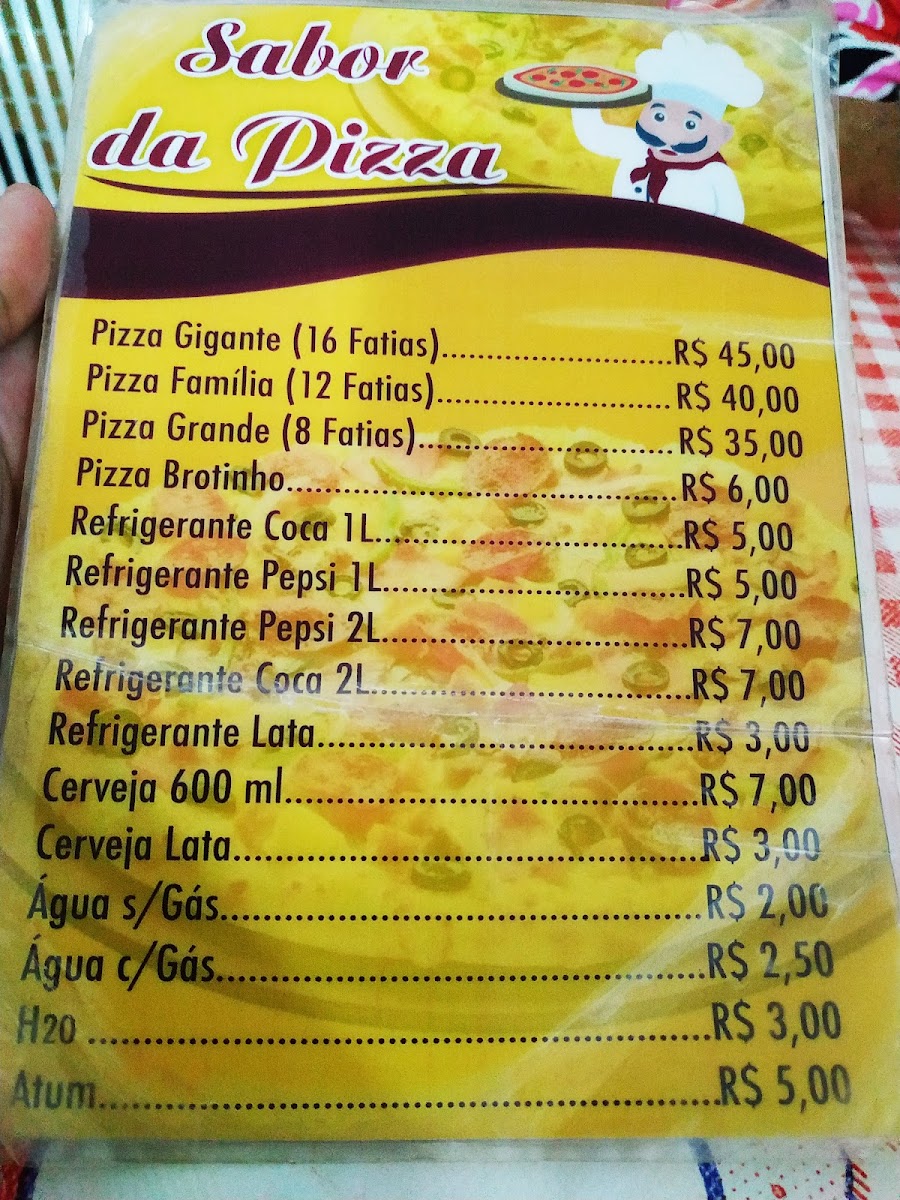 Sabor
da Pizza
Pizza Gigante (16 Fatias)........................R$ 45,00
Pizza Família (12 Fatias)........................R$ 40,00
Pizza Grande (8 Fatias)..........................R$ 35,00
Pizza Brotinho.......................................R$ 6,00
Refrigerante Coca 1L..............................R$ 5,00
Refrigerante Pepsi 1L.............................R$ 5,00
Refrigerante Pepsi 2L.............................R$ 7,00
Refrigerante Coca 2L..............................R$ 7,00
Refrigerante Lata....................................R$ 3,00
Cerveja 600 ml........................................R$ 7,00
Cerveja Lata.............................................R$ 3,00
Água s/Gás..............................................R$ 2,00
Água c/Gás..............................................R$ 2,50
H20 ..........................................................R$ 3,00
Atum..........................................................R$ 5,00